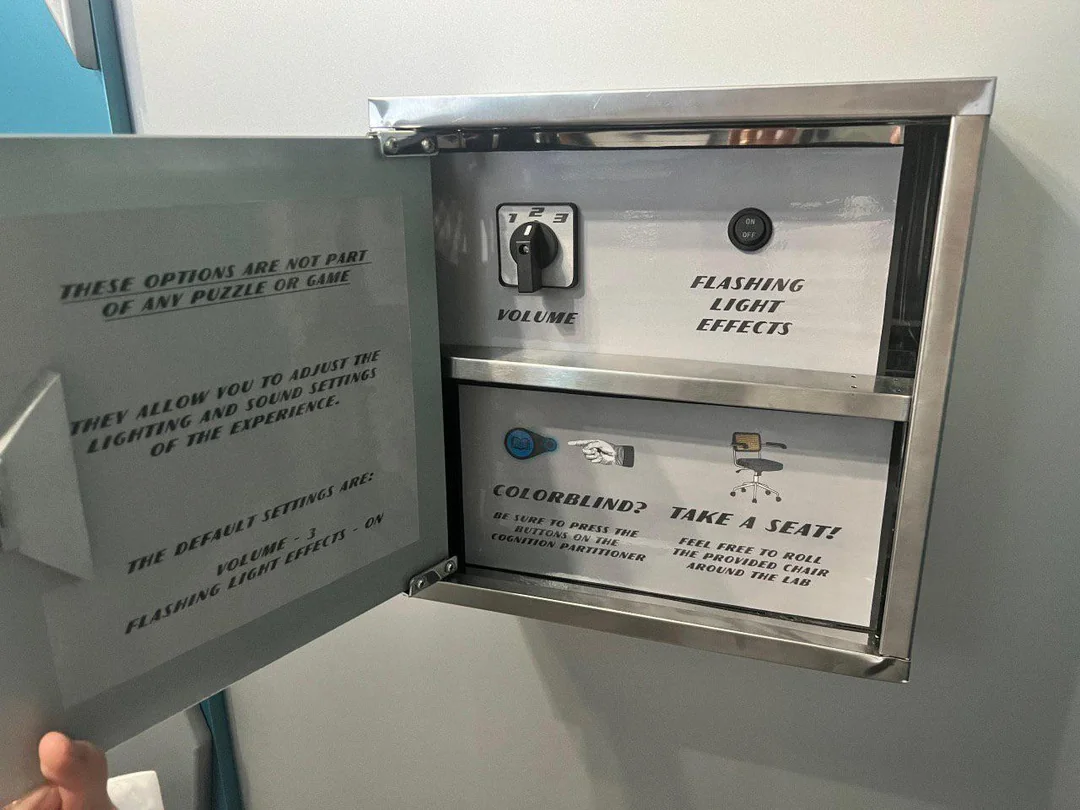 THESE OPTIONS ARE NOT PART
OF ANY PUZZLE OR GAME
THEY ALLOW YOU TO ADJUST THE
LIGHTING AND SOUND SETTINGS
OF THE EXPERIENCE.
THE DEFAULT SETTINGS ARE:
VOLUME - 3
FLASHING LIGHT EFFECTS - ON
1 2 3
VOLUME
ON
OFF
FLASHING
LIGHT
EFFECTS
COLORBLIND?
BE SURE TO PRESS THE
BUTTONS ON THE
COGNITION PARTITIONER
TAKE A SEAT!
FEEL FREE TO ROLL
THE PROVIDED CHAIR
AROUND THE LAB